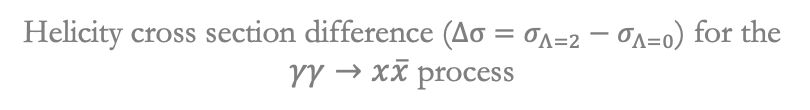 Helicity cross section difference (Δσ = σ_{Λ=2} − σ_{Λ=0}) for the
γγ → xx̄ process